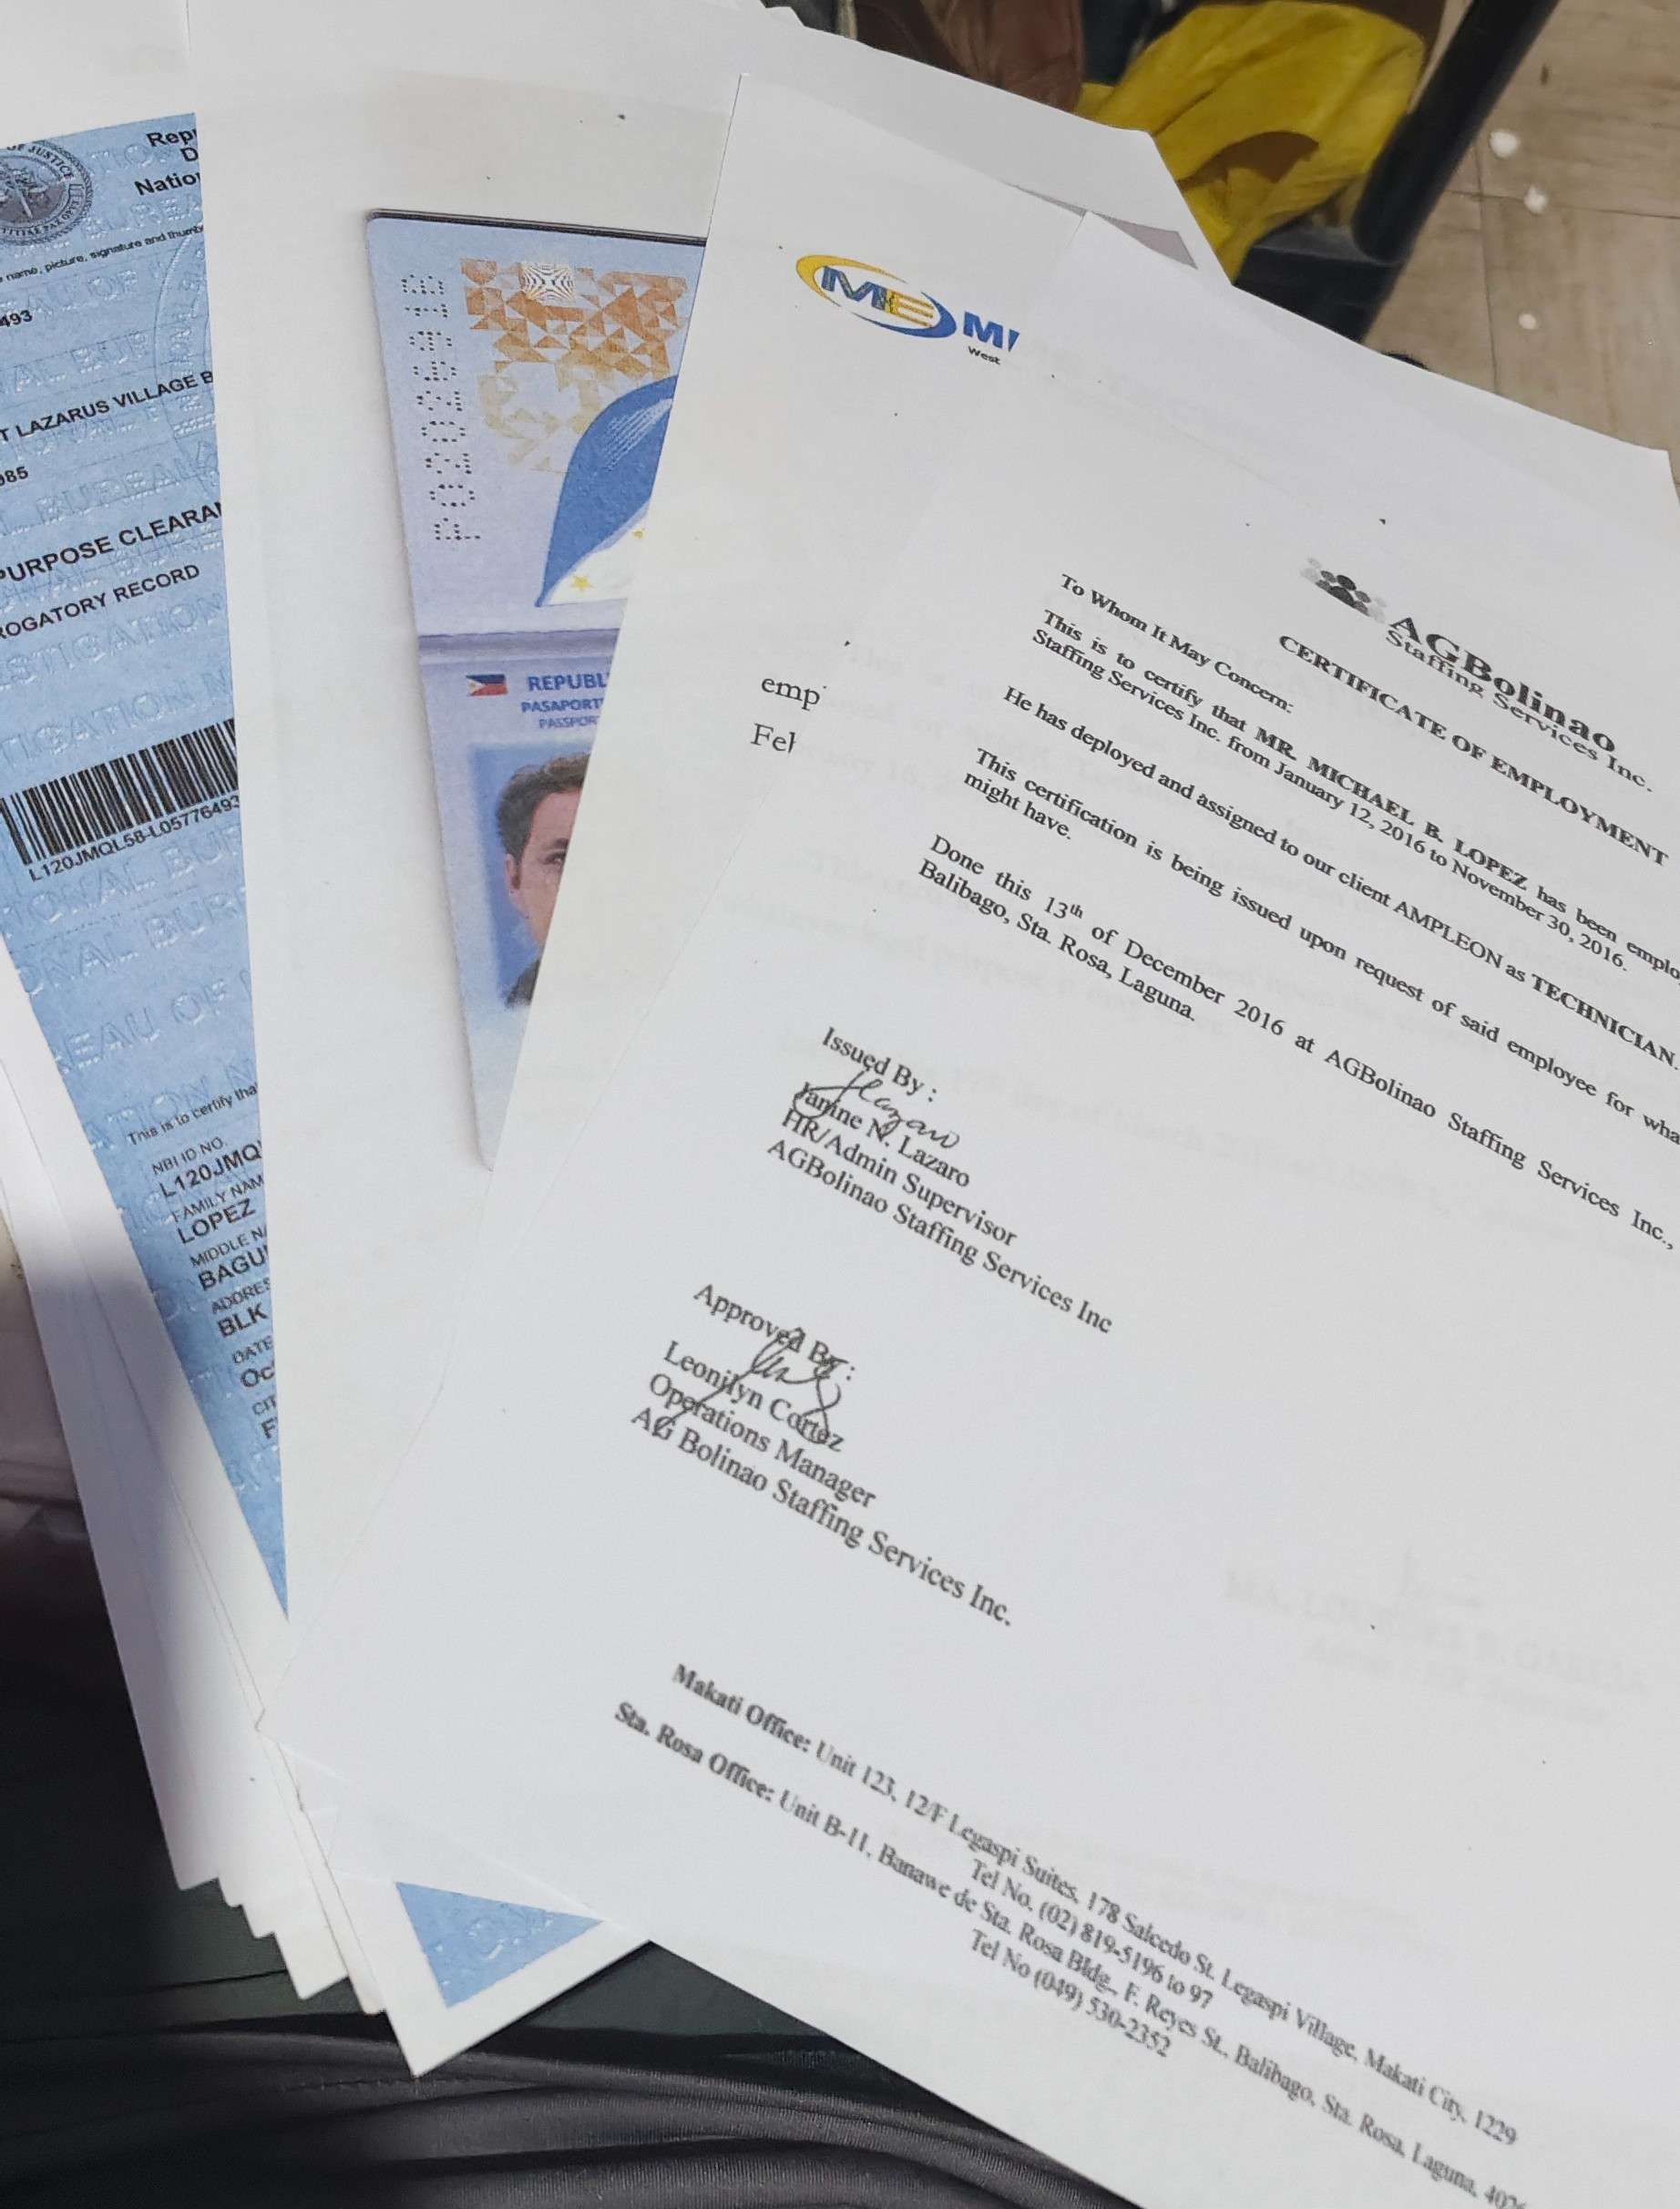 OF JUSTICE
Repu
D
Natio
name, picture, signature and thumb
493
T LAZARUS VILLAGE B
985
PURPOSE CLEARAN
ROGATORY RECORD
L120JMQL58-L05776493
This is to certify tha
NBI ID NO.
L120JMQ
FAMILY NAM
LOPEZ
MIDDLE NA
BAGUI
ADDRES
BLK
DATE
Oc
CIT
F
REPUBL
PASAPORT
PASSPOR
ME MI
West
emp
Feb
AGBolinao
Staffing Services Inc.
CERTIFICATE OF EMPLOYMENT
To Whom It May Concern:
This is to certify that MR. MICHAEL B. LOPEZ has been emplo
Staffing Services Inc. from January 12, 2016 to November 30, 2016.
He has deployed and assigned to our client AMPLEON as TECHNICIAN.
This certification is being issued upon request of said employee for wha
might have.
Done this 13th of December 2016 at AGBolinao Staffing Services Inc.,
Balibago, Sta. Rosa, Laguna.
Issued By :
Janine N. Lazaro
HR/Admin Supervisor
AGBolinao Staffing Services Inc
Approved By :
Leonilyn Cortez
Operations Manager
AG Bolinao Staffing Services Inc.
Makati Office: Unit 123, 12/F Legaspi Suites, 178 Salcedo St. Legaspi Village, Makati City, 1229
Tel No. (02) 819-5196 to 97
Sta. Rosa Office: Unit B-11, Banawe de Sta. Rosa Bldg., F. Reyes St., Balibago, Sta. Rosa, Laguna, 402
Tel No (049) 530-2352